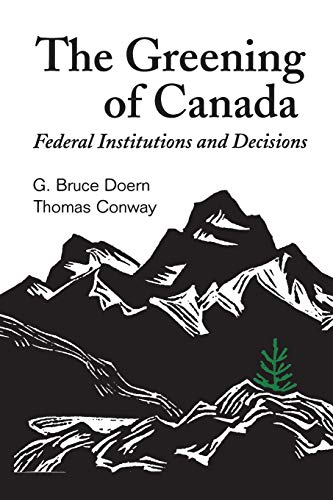 The Greening
of Canada
Federal Institutions and Decisions
G. Bruce Doern
Thomas Conway